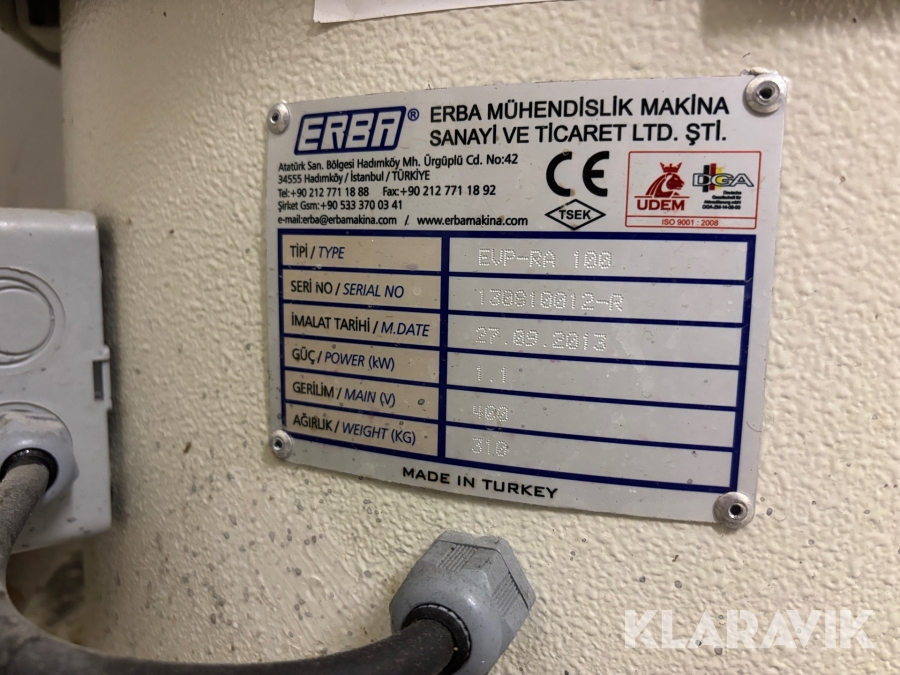 ERBA®
ERBA MÜHENDİSLİK MAKİNA
SANAYİ VE TİCARET LTD. ŞTİ.
Atatürk San. Bölgesi Hadımköy Mh. Ürgüplü Cd. No:42
34555 Hadımköy / İstanbul / TÜRKİYE
Tel:+90 212 771 18 88 Fax:+90 212 771 18 92
Şirket Gsm:+90 533 370 03 41
e-mail:erba@erbamakina.com / www.erbamakina.com
CE
TSEK
UDEM
DGA
ISO 9001 : 2008
TİPİ / TYPE EVP-RA 100
SERİ NO / SERIAL NO 130810012-R
İMALAT TARİHİ / M.DATE 27.09.2013
GÜÇ / POWER (kW) 1.1
GERİLİM / MAIN (V) 400
AĞIRLIK / WEIGHT (KG) 310
MADE IN TURKEY
KLARAVIK